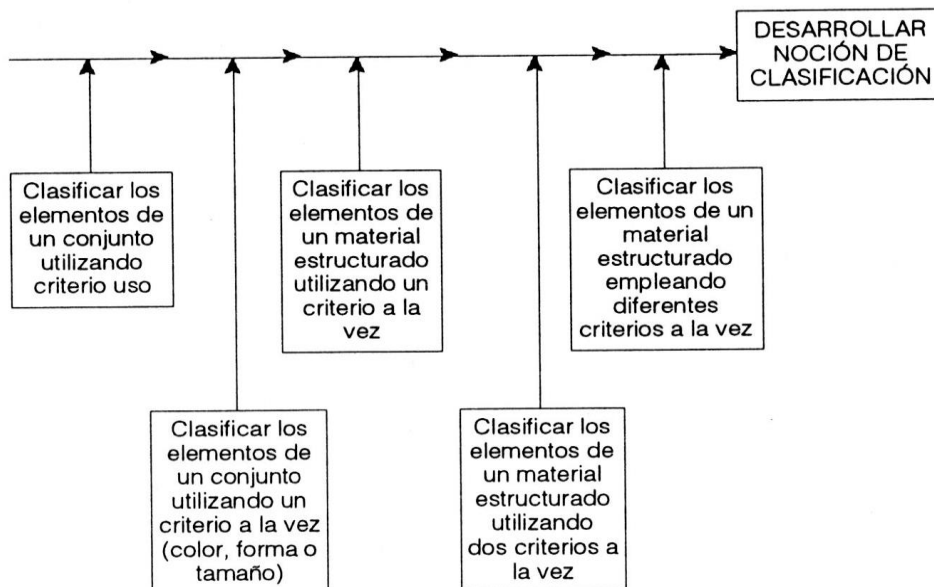 DESARROLLAR
NOCIÓN DE
CLASIFICACIÓN
Clasificar los
elementos de
un conjunto
utilizando
criterio uso
Clasificar los
elementos de
un conjunto
utilizando un
criterio a la vez
(color, forma o
tamaño)
Clasificar los
elementos de
un material
estructurado
utilizando un
criterio a la
vez
Clasificar los
elementos de
un material
estructurado
utilizando
dos criterios a
la vez
Clasificar los
elementos de un
material
estructurado
empleando
diferentes
criterios a la vez